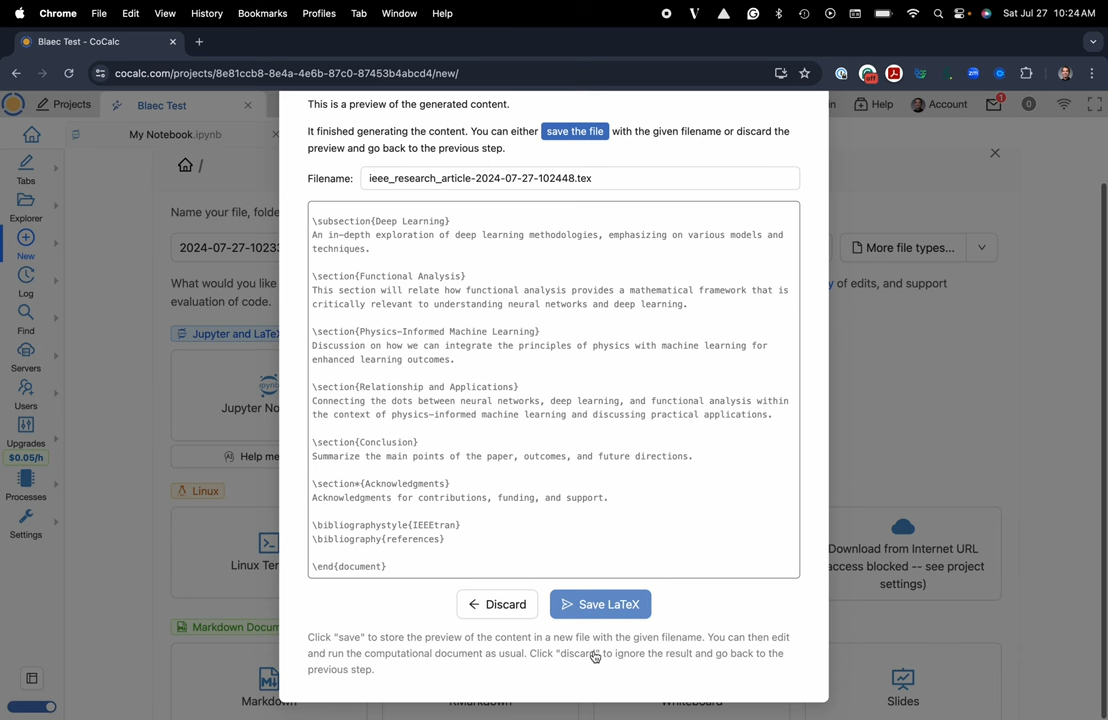 Chrome File Edit View History Bookmarks Profiles Tab Window Help Sat Jul 27 10:24 AM
Blaec Test - CoCalc
cocalc.com/projects/8e81ccb8-8e4a-4e6b-87c0-87453b4abcd4/new/
Projects Blaec Test Help Account 1 0
My Notebook.ipynb
This is a preview of the generated content.
It finished generating the content. You can either save the file with the given filename or discard the
preview and go back to the previous step.
Filename: ieee_research_article-2024-07-27-102448.tex
\subsection{Deep Learning}
An in-depth exploration of deep learning methodologies, emphasizing on various models and
techniques.
\section{Functional Analysis}
This section will relate how functional analysis provides a mathematical framework that is
critically relevant to understanding neural networks and deep learning.
\section{Physics-Informed Machine Learning}
Discussion on how we can integrate the principles of physics with machine learning for
enhanced learning outcomes.
\section{Relationship and Applications}
Connecting the dots between neural networks, deep learning, and functional analysis within
the context of physics-informed machine learning and discussing practical applications.
\section{Conclusion}
Summarize the main points of the paper, outcomes, and future directions.
\section*{Acknowledgments}
Acknowledgments for contributions, funding, and support.
\bibliographystyle{IEEEtran}
\bibliography{references}
\end{document}
Discard Save LaTeX
Click "save" to store the preview of the content in a new file with the given filename. You can then edit
and run the computational document as usual. Click "discard" to ignore the result and go back to the
previous step.
Tabs
Explorer
New
Log
Find
Servers
Users
Upgrades
$0.05/h
Processes
Settings
/
Name your file, folde
2024-07-27-1023
More file types...
What would you like
of edits, and support
evaluation of code.
Jupyter and LaTeX
Jupyter No
Help me
Linux
Linux Ter
Download from Internet URL
access blocked -- see project
settings)
Markdown Docum
Markdown
Slides